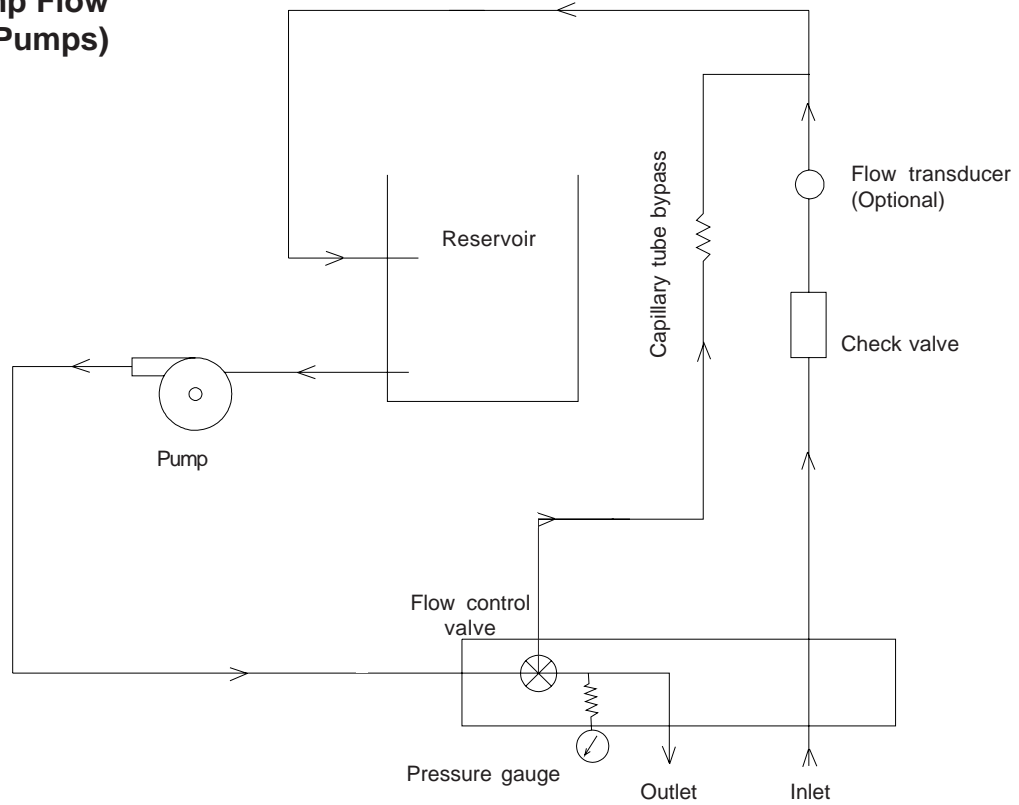 Flow
Pumps)
Reservoir
Capillary tube bypass
Flow transducer
(Optional)
Check valve
Pump
Flow control
valve
Pressure gauge
Outlet
Inlet